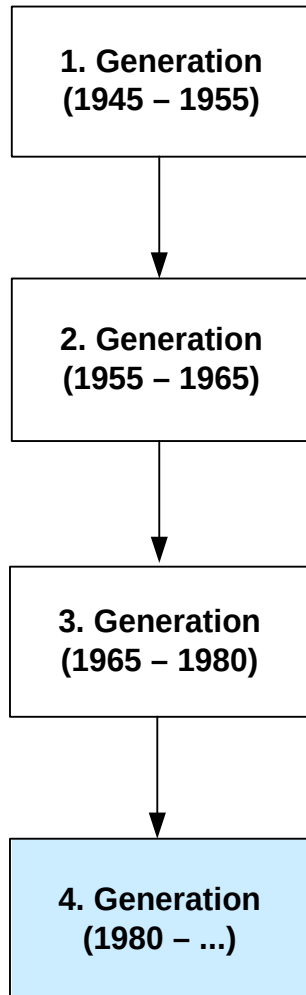 1. Generation
(1945 – 1955)
2. Generation
(1955 – 1965)
3. Generation
(1965 – 1980)
4. Generation
(1980 – ...)